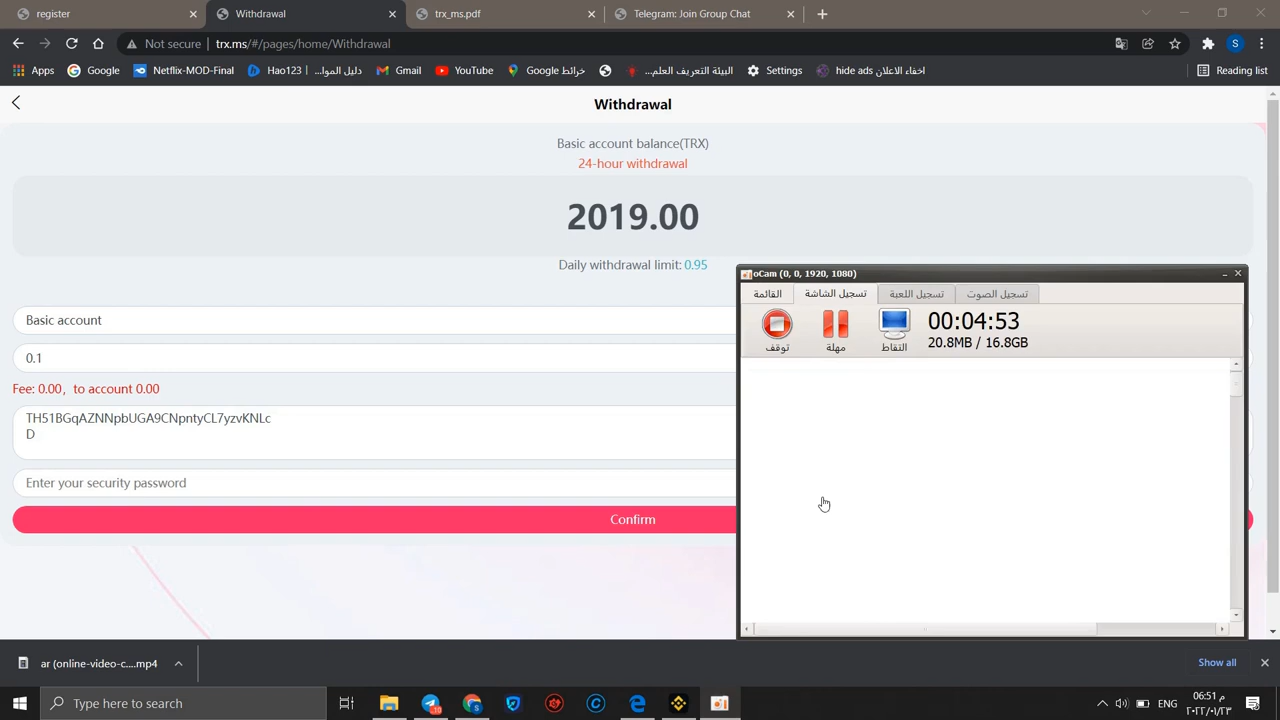 register
Withdrawal
trx_ms.pdf
Telegram: Join Group Chat
Not secure
trx.ms/#/pages/home/Withdrawal
Apps
Google
Netflix-MOD-Final
Hao123
دليل الموا...
Gmail
YouTube
خرائط Google
البيئة التعريف العلم...
Settings
اخفاء الاعلان hide ads
Reading list
Withdrawal
Basic account balance(TRX)
24-hour withdrawal
2019.00
Daily withdrawal limit: 0.95
Basic account
0.1
Fee: 0.00，to account 0.00
TH51BGqAZNNpbUGA9CNpntyCL7yzvKNLc
D
Enter your security password
Confirm
oCam (0, 0, 1920, 1080)
القائمة
تسجيل الشاشة
تسجيل اللعبة
تسجيل الصوت
توقف
مهلة
التقاط
00:04:53
20.8MB / 16.8GB
ar (online-video-c....mp4
Show all
Type here to search
10
ENG
06:51 م